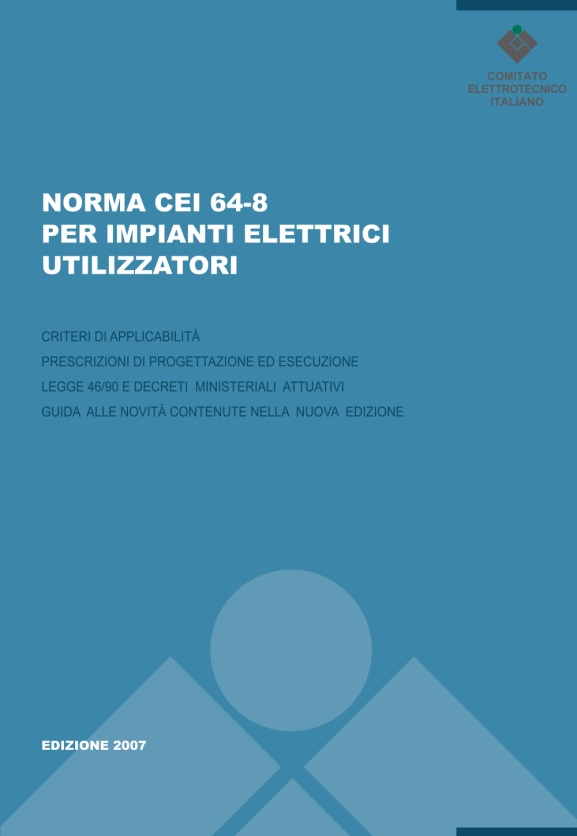 COMITATO
ELETTROTECNICO
ITALIANO
NORMA CEI 64-8
PER IMPIANTI ELETTRICI
UTILIZZATORI
CRITERI DI APPLICABILITÀ
PRESCRIZIONI DI PROGETTAZIONE ED ESECUZIONE
LEGGE 46/90 E DECRETI MINISTERIALI ATTUATIVI
GUIDA ALLE NOVITÀ CONTENUTE NELLA NUOVA EDIZIONE
EDIZIONE 2007